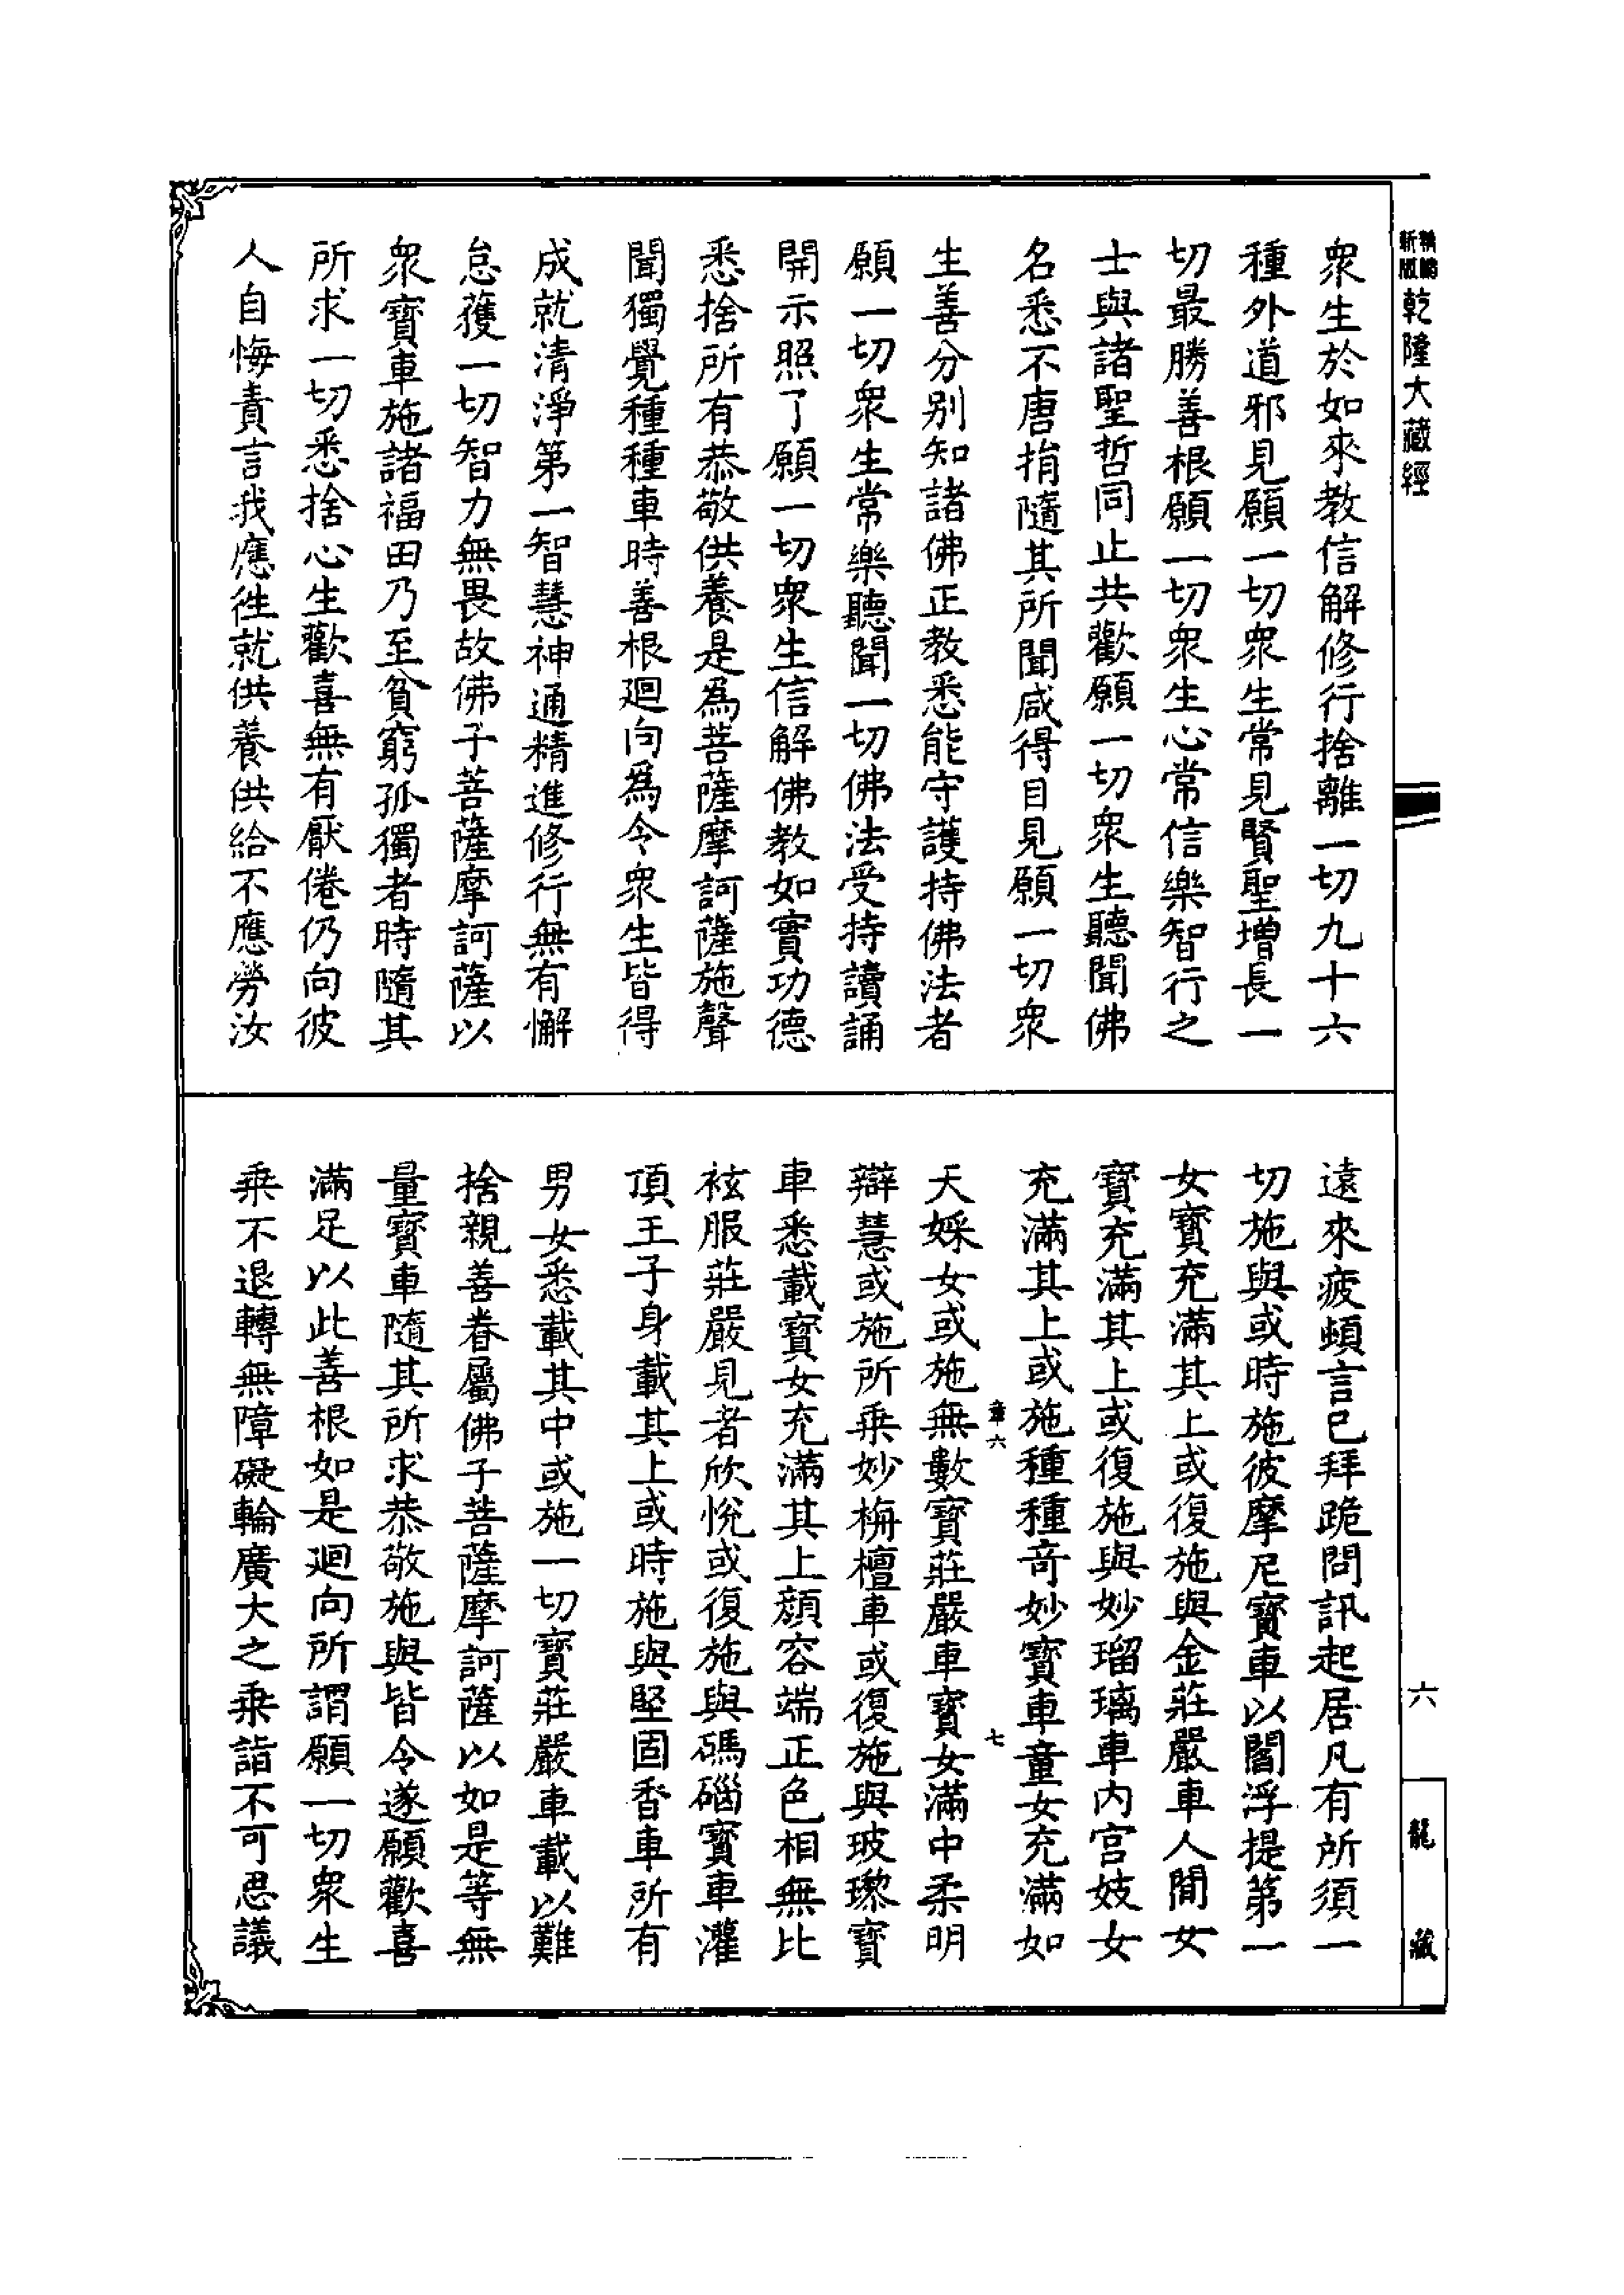 新版
精縮
乾隆大藏經
衆生於如來教信解修行捨離一切九十六
種外道邪見願一切衆生常見賢聖增長一
切最勝善根願一切衆生心常信樂智行之
士與諸聖哲同止共歡願一切衆生聽聞佛
名悉不唐捐隨其所聞咸得目見願一切衆
生善分別知諸佛正教悉能守護持佛法者
願一切衆生常樂聽聞一切佛法受持讀誦
開示照了願一切衆生信解佛教如實功德
悉捨所有恭敬供養是為菩薩摩訶薩施聲
聞獨覺種種車時善根迴向為令衆生皆得
成就清淨第一智慧神通精進修行無有懈
怠獲一切智力無畏故佛子菩薩摩訶薩以
衆寶車施諸福田乃至貧窮孤獨者時隨其
所求一切悉捨心生歡喜無有厭倦仍向彼
人自悔責言我應往就供養供給不應勞汝
遠來疲頓言已拜跪問訊起居凡有所須一
切施與或時施彼摩尼寶車以閻浮提第一
女寶充滿其上或復施與金莊嚴車人間女
寶充滿其上或復施與妙瑠璃車內宮妓女
充滿其上或施種種奇妙寶車童女充滿如
章六
七
天婇女或施無數寶莊嚴車寶女滿中柔明
辯慧或施所乘妙栴檀車或復施與玻瓈寶
車悉載寶女充滿其上顏容端正色相無比
袨服莊嚴見者欣悅或復施與碼碯寶車灌
頂王子身載其上或時施與堅固香車所有
男女悉載其中或施一切寶莊嚴車載以難
捨親善眷屬佛子菩薩摩訶薩以如是等無
量寶車隨其所求恭敬施與皆令遂願歡喜
滿足以此善根如是迴向所謂願一切衆生
乘不退轉無障礙輪廣大之乘詣不可思議
六
龍藏